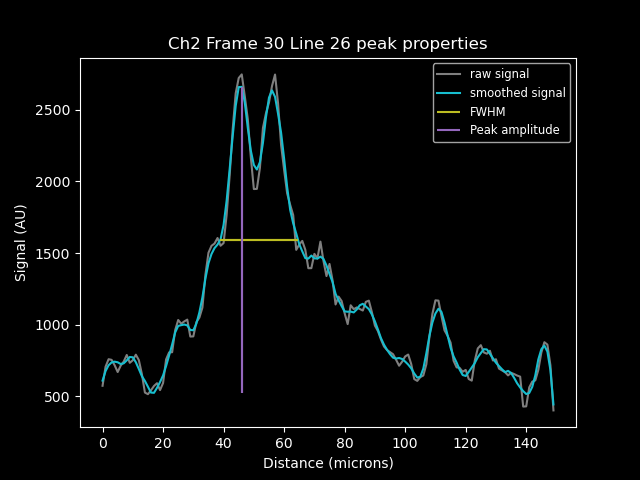 Ch2 Frame 30 Line 26 peak properties
raw signal
smoothed signal
FWHM
Peak amplitude
Signal (AU)
2500
2000
1500
1000
500
0 20 40 60 80 100 120 140
Distance (microns)